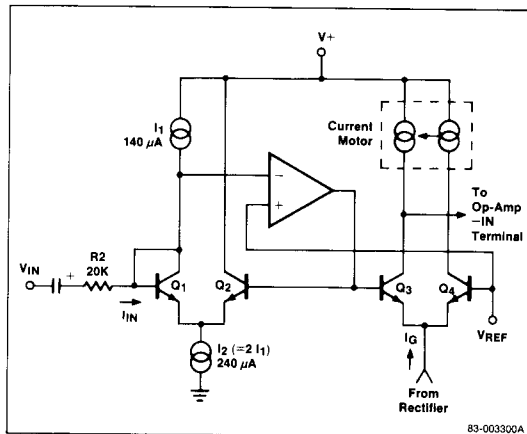 V+
I1
140 µA
Current
Motor
−
+
To
Op-Amp
−IN
Terminal
VIN
+
R2
20K
Q1
Q2
Q3
Q4
IIN
I2 (=2 I1)
240 µA
IG
VREF
From
Rectifier
83-003300A